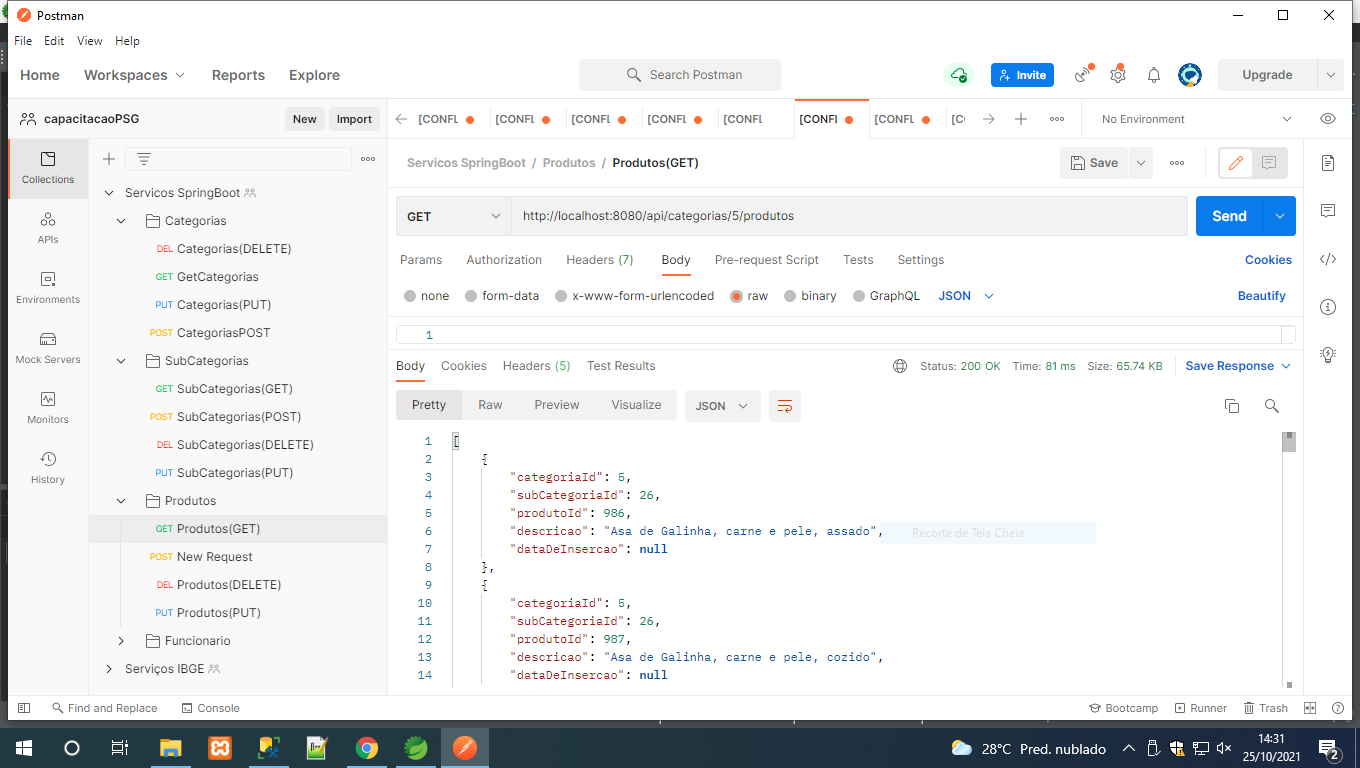 Postman
File Edit View Help
Home Workspaces Reports Explore Search Postman Invite Upgrade
capacitacaoPSG New Import
[CONFL [CONFL [CONFL [CONFL [CONFL [CONFL [CONFL [C No Environment
Servicos SpringBoot / Produtos / Produtos(GET) Save
GET http://localhost:8080/api/categorias/5/produtos Send
Params Authorization Headers (7) Body Pre-request Script Tests Settings Cookies
none form-data x-www-form-urlencoded raw binary GraphQL JSON Beautify
1
Body Cookies Headers (5) Test Results Status: 200 OK Time: 81 ms Size: 65.74 KB Save Response
Pretty Raw Preview Visualize JSON
1 [
2 {
3 "categoriaId": 5,
4 "subCategoriaId": 26,
5 "produtoId": 986,
6 "descricao": "Asa de Galinha, carne e pele, assado",
7 "dataDeInsercao": null
8 },
9 {
10 "categoriaId": 5,
11 "subCategoriaId": 26,
12 "produtoId": 987,
13 "descricao": "Asa de Galinha, carne e pele, cozido",
14 "dataDeInsercao": null
Recorte de Tela Cheia
Collections
APIs
Environments
Mock Servers
Monitors
History
Servicos SpringBoot
Categorias
DEL Categorias(DELETE)
GET GetCategorias
PUT Categorias(PUT)
POST CategoriasPOST
SubCategorias
GET SubCategorias(GET)
POST SubCategorias(POST)
DEL SubCategorias(DELETE)
PUT SubCategorias(PUT)
Produtos
GET Produtos(GET)
POST New Request
DEL Produtos(DELETE)
PUT Produtos(PUT)
Funcionario
Serviços IBGE
Find and Replace Console Bootcamp Runner Trash
28°C Pred. nublado 14:31
25/10/2021
2